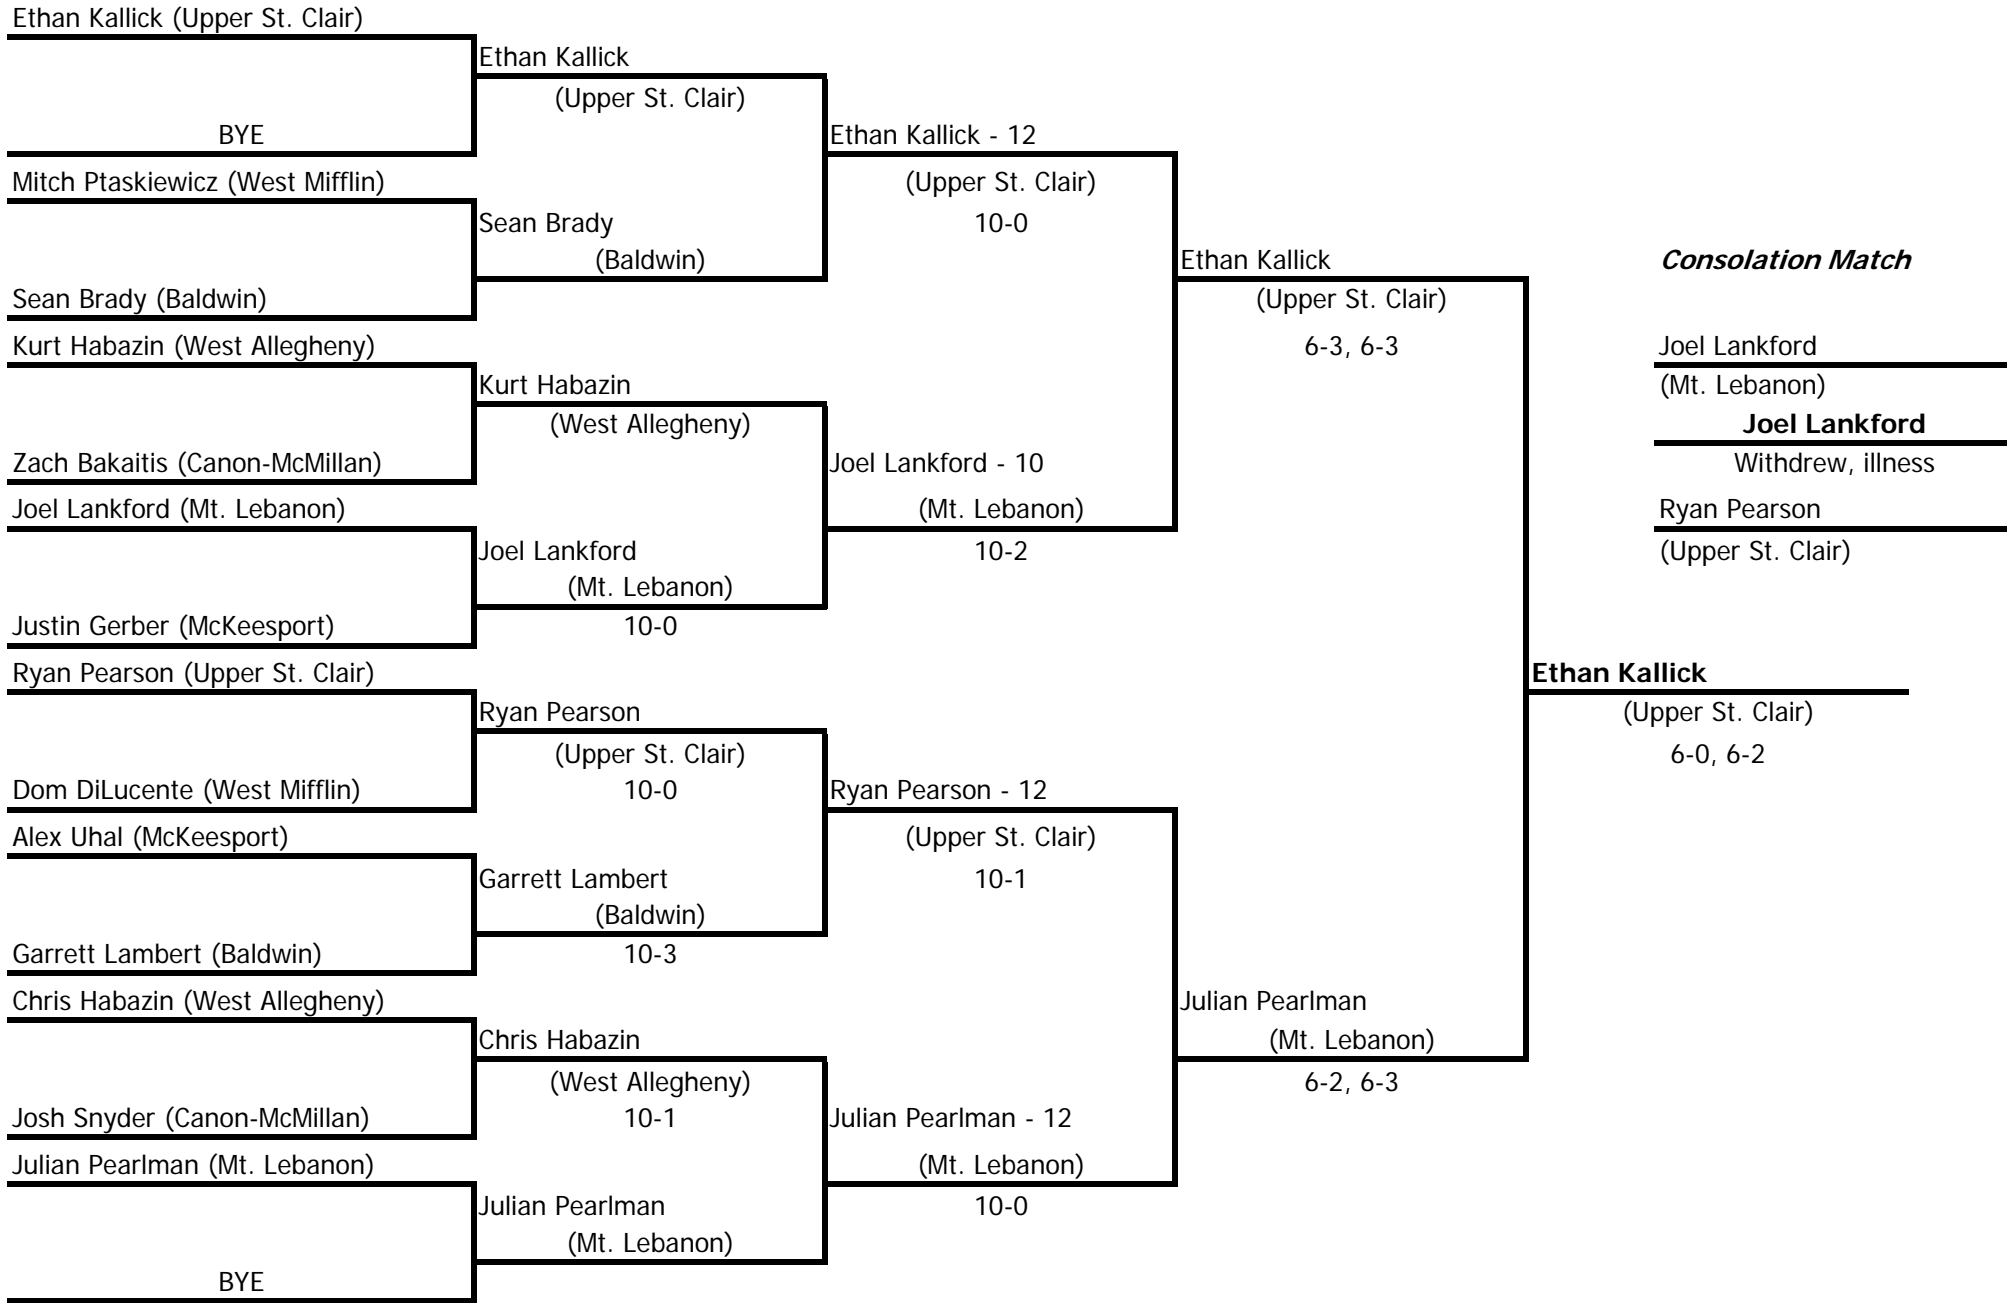 Ethan Kallick (Upper St. Clair)
BYE
Mitch Ptaskiewicz (West Mifflin)
Sean Brady (Baldwin)
Kurt Habazin (West Allegheny)
Zach Bakaitis (Canon-McMillan)
Joel Lankford (Mt. Lebanon)
Justin Gerber (McKeesport)
Ryan Pearson (Upper St. Clair)
Dom DiLucente (West Mifflin)
Alex Uhal (McKeesport)
Garrett Lambert (Baldwin)
Chris Habazin (West Allegheny)
Josh Snyder (Canon-McMillan)
Julian Pearlman (Mt. Lebanon)
BYE
Ethan Kallick
(Upper St. Clair)
Sean Brady
(Baldwin)
Kurt Habazin
(West Allegheny)
Joel Lankford
(Mt. Lebanon)
10-0
Ryan Pearson
(Upper St. Clair)
10-0
Garrett Lambert
(Baldwin)
10-3
Chris Habazin
(West Allegheny)
10-1
Julian Pearlman
(Mt. Lebanon)
Ethan Kallick - 12
(Upper St. Clair)
10-0
Joel Lankford - 10
(Mt. Lebanon)
10-2
Ryan Pearson - 12
(Upper St. Clair)
10-1
Julian Pearlman - 12
(Mt. Lebanon)
10-0
Ethan Kallick
(Upper St. Clair)
6-3, 6-3
Julian Pearlman
(Mt. Lebanon)
6-2, 6-3
Ethan Kallick
(Upper St. Clair)
6-0, 6-2
Consolation Match
Joel Lankford
(Mt. Lebanon)
Joel Lankford
Withdrew, illness
Ryan Pearson
(Upper St. Clair)